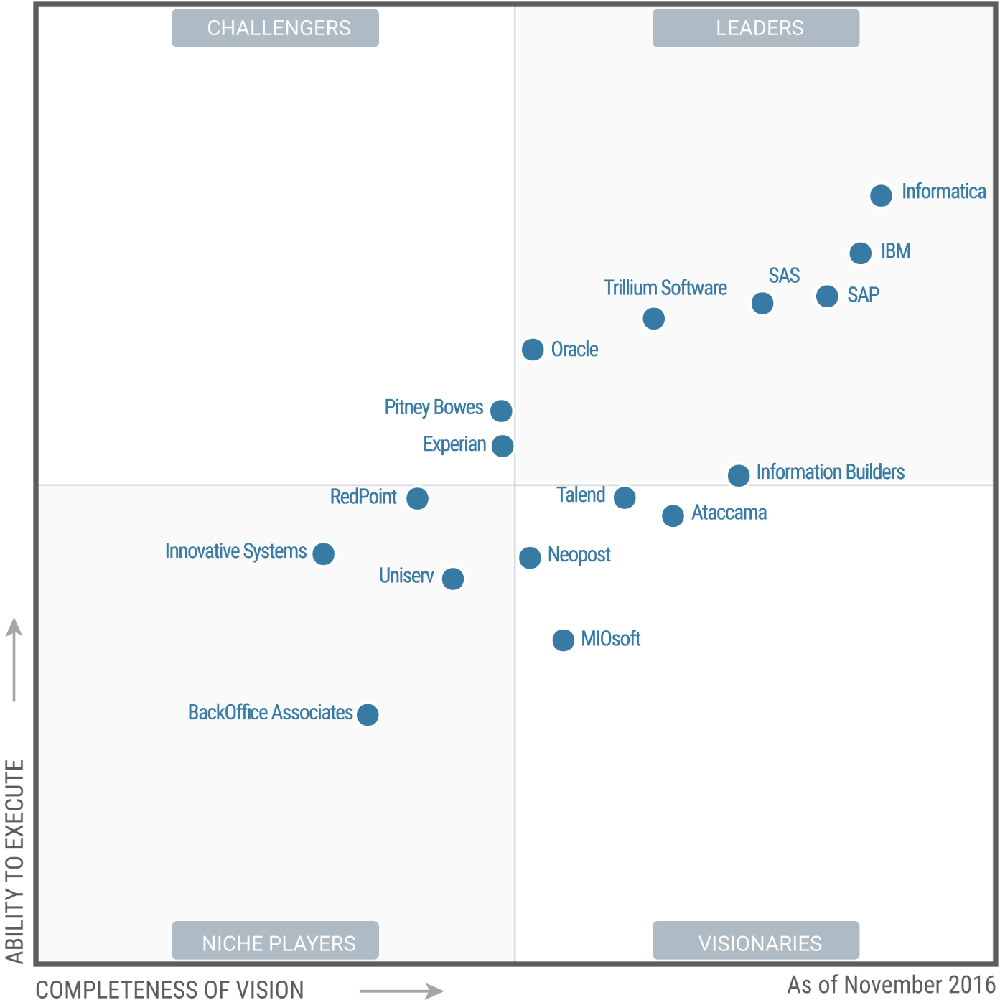 CHALLENGERS
LEADERS
Informatica
IBM
SAS
Trillium Software
SAP
Oracle
Pitney Bowes
Experian
Information Builders
RedPoint
Talend
Ataccama
Innovative Systems
Neopost
Uniserv
MIOsoft
BackOffice Associates
ABILITY TO EXECUTE
NICHE PLAYERS
VISIONARIES
COMPLETENESS OF VISION
As of November 2016